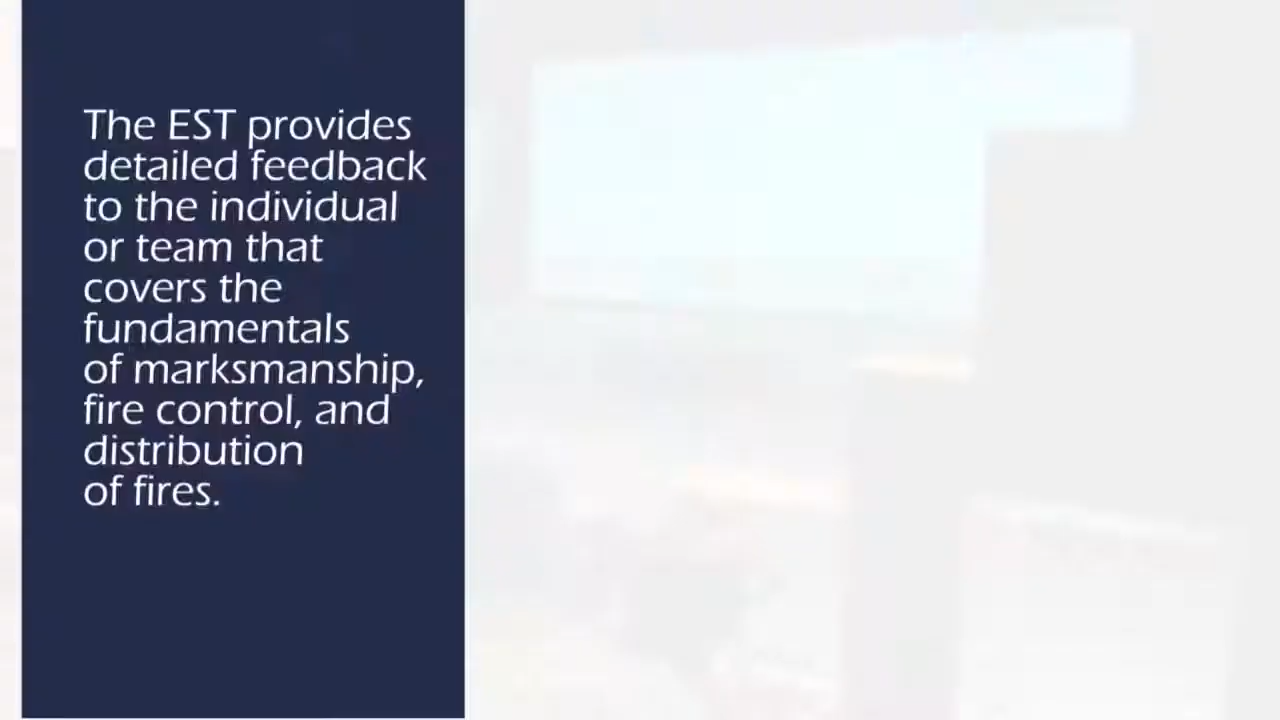 The EST provides
detailed feedback
to the individual
or team that
covers the
fundamentals
of marksmanship,
fire control, and
distribution
of fires.